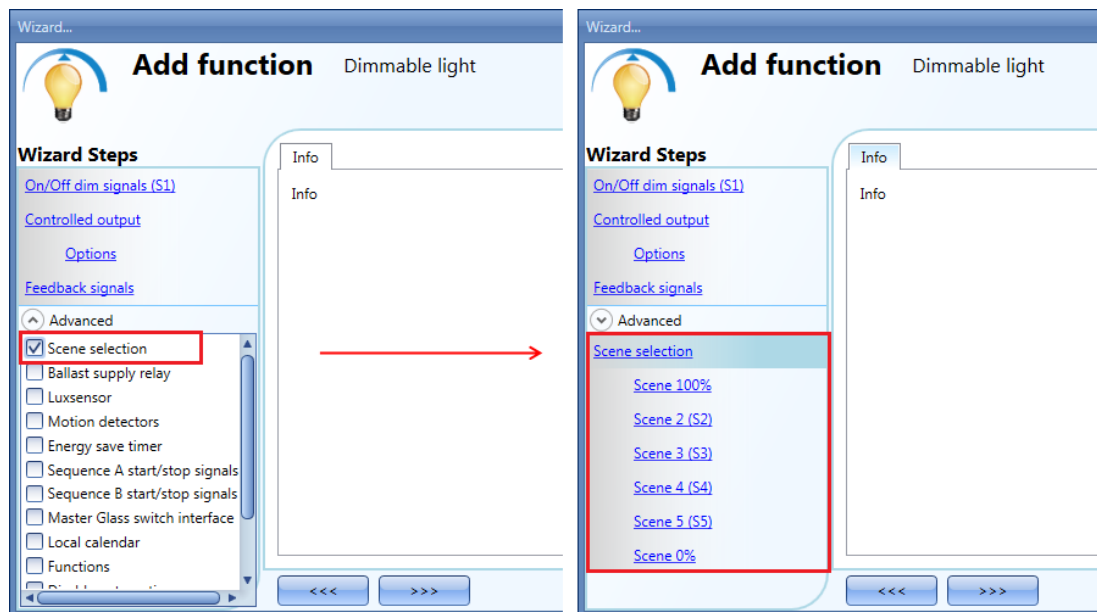 Wizard...
Add function Dimmable light
Wizard Steps
Info
On/Off dim signals (S1)
Info
Controlled output
Options
Feedback signals
Advanced
Scene selection
Ballast supply relay
Luxsensor
Motion detectors
Energy save timer
Sequence A start/stop signals
Sequence B start/stop signals
Master Glass switch interface
Local calendar
Functions
<<< >>>
Wizard...
Add function Dimmable light
Wizard Steps
Info
On/Off dim signals (S1)
Info
Controlled output
Options
Feedback signals
Advanced
Scene selection
Scene 100%
Scene 2 (S2)
Scene 3 (S3)
Scene 4 (S4)
Scene 5 (S5)
Scene 0%
<<< >>>